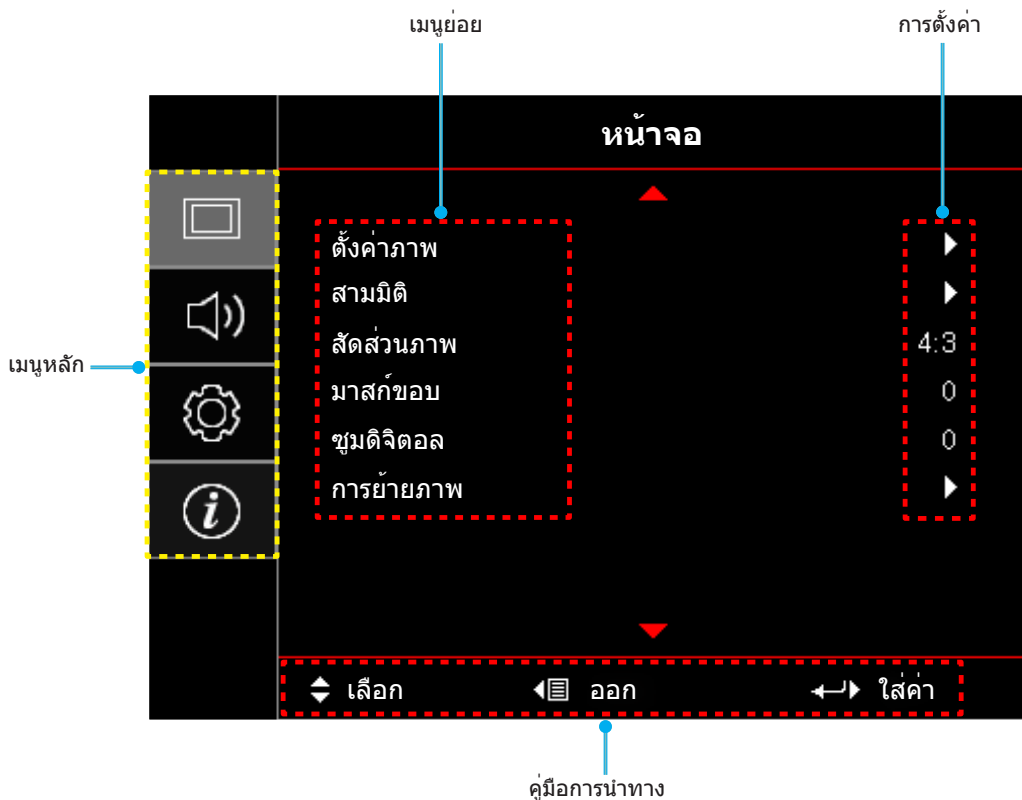 เมนูย่อย
การตั้งค่า
หน้าจอ
ตั้งค่าภาพ
สามมิติ
สัดส่วนภาพ 4:3
เมนูหลัก
มาสก์ขอบ 0
ซูมดิจิตอล 0
การย้ายภาพ
i
เลือก ออก ใส่ค่า
คู่มือการนำทาง